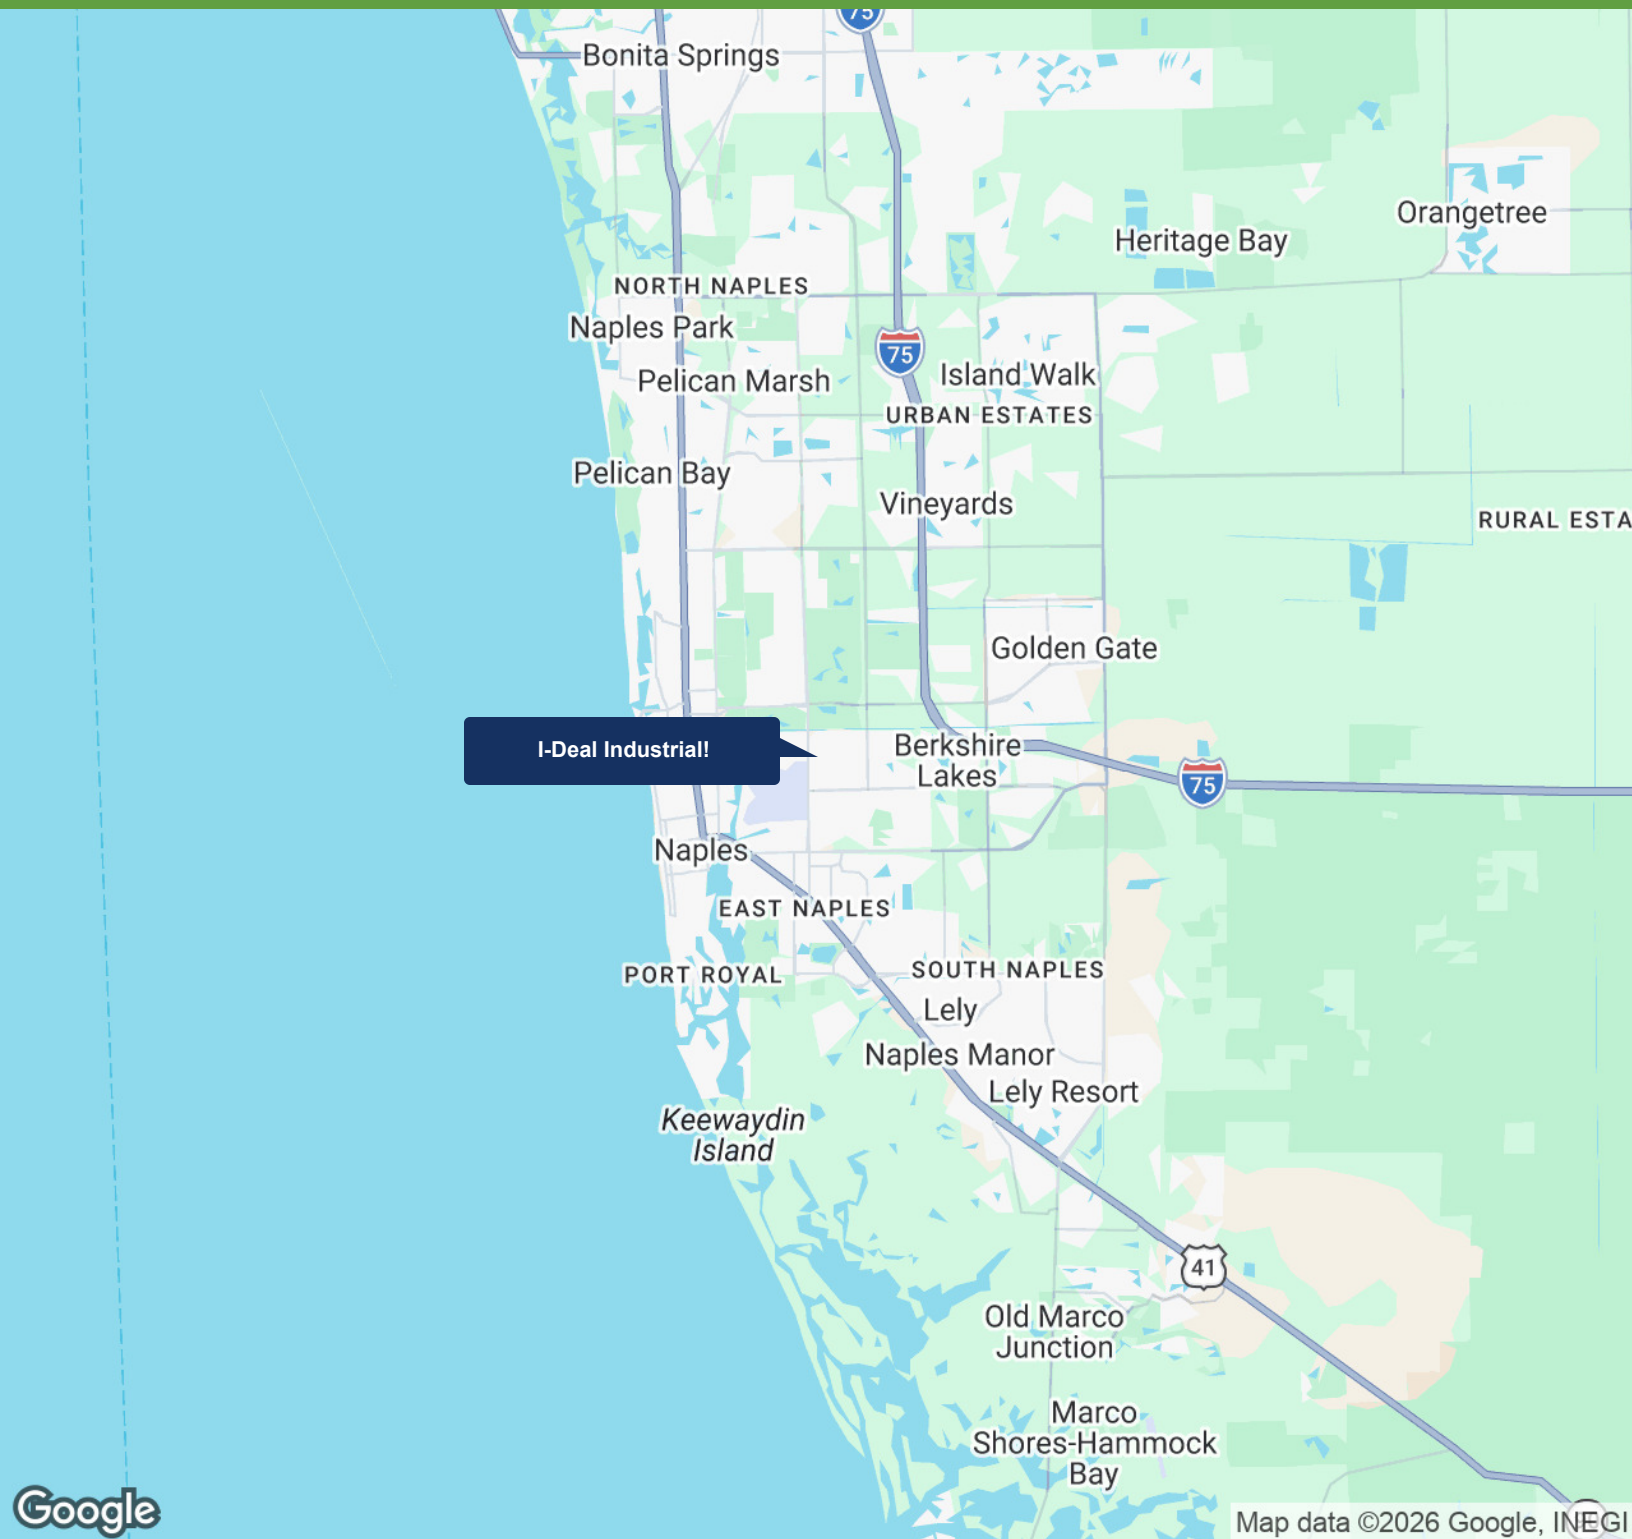 75
Bonita Springs
Orangetree
Heritage Bay
NORTH NAPLES
Naples Park
75
Island Walk
Pelican Marsh
URBAN ESTATES
Pelican Bay
Vineyards
RURAL ESTA
Golden Gate
I-Deal Industrial!
Berkshire
Lakes
75
Naples
EAST NAPLES
PORT ROYAL
SOUTH NAPLES
Lely
Naples Manor
Lely Resort
Keewaydin
Island
41
Old Marco
Junction
Marco
Shores-Hammock
Bay
Google
Map data ©2026 Google, INEGI